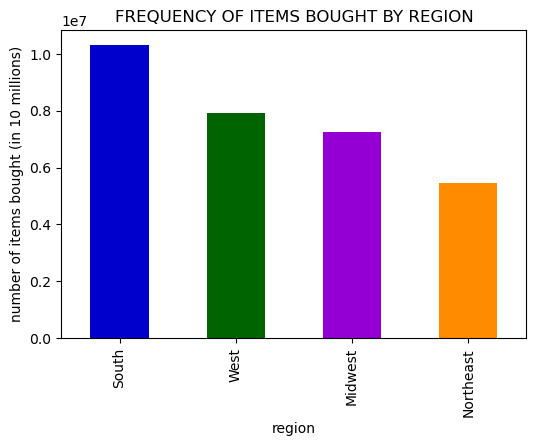 FREQUENCY OF ITEMS BOUGHT BY REGION
1e7
1.0
0.8
0.6
0.4
0.2
0.0
number of items bought (in 10 millions)
South
West
Midwest
Northeast
region